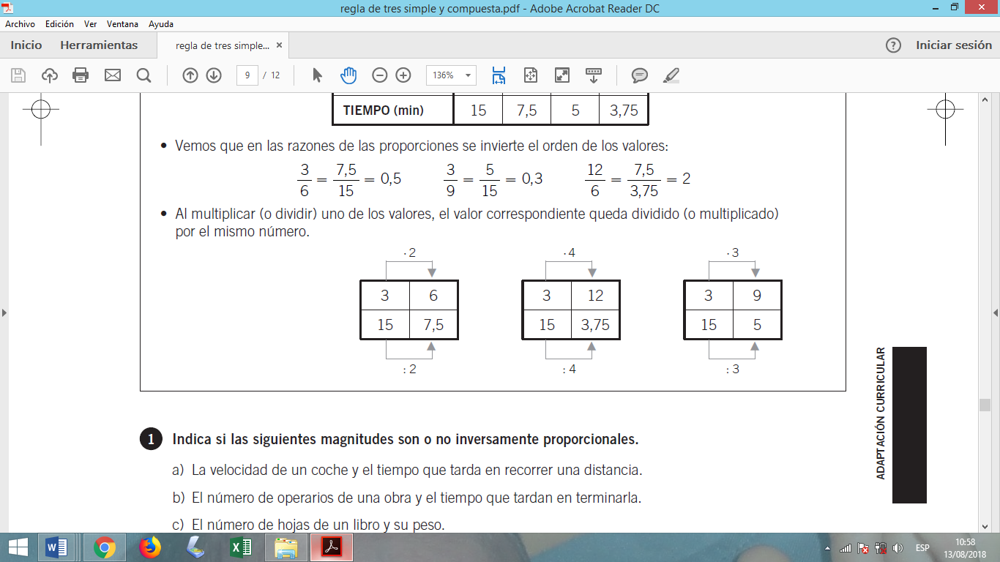 regla de tres simple y compuesta.pdf - Adobe Acrobat Reader DC
Archivo Edición Ver Ventana Ayuda
Inicio Herramientas regla de tres simple... × ? Iniciar sesión
9 / 12 136%
TIEMPO (min) 15 7,5 5 3,75
• Vemos que en las razones de las proporciones se invierte el orden de los valores:
3/6 = 7,5/15 = 0,5 3/9 = 5/15 = 0,3 12/6 = 7,5/3,75 = 2
• Al multiplicar (o dividir) uno de los valores, el valor correspondiente queda dividido (o multiplicado)
por el mismo número.
· 2 · 4 · 3
3 6 3 12 3 9
15 7,5 15 3,75 15 5
: 2 : 4 : 3
ADAPTACIÓN CURRICULAR
1 Indica si las siguientes magnitudes son o no inversamente proporcionales.
a) La velocidad de un coche y el tiempo que tarda en recorrer una distancia.
b) El número de operarios de una obra y el tiempo que tardan en terminarla.
c) El número de hojas de un libro y su peso.
ESP 10:58
13/08/2018